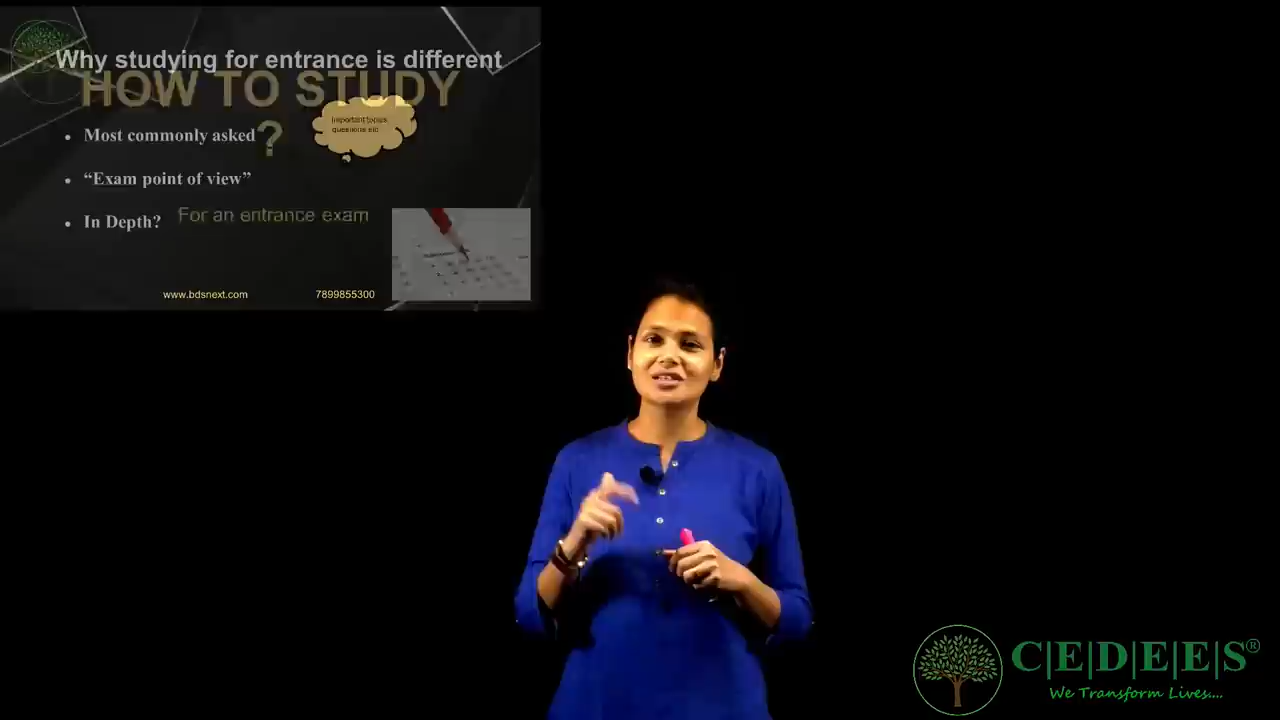 Why studying for entrance is different
HOW TO STUDY
?
Important topics
questions etc
Most commonly asked
“Exam point of view”
In Depth?
For an entrance exam
www.bdsnext.com
7899855300
C|E|D|E|E|S®
We Transform Lives....